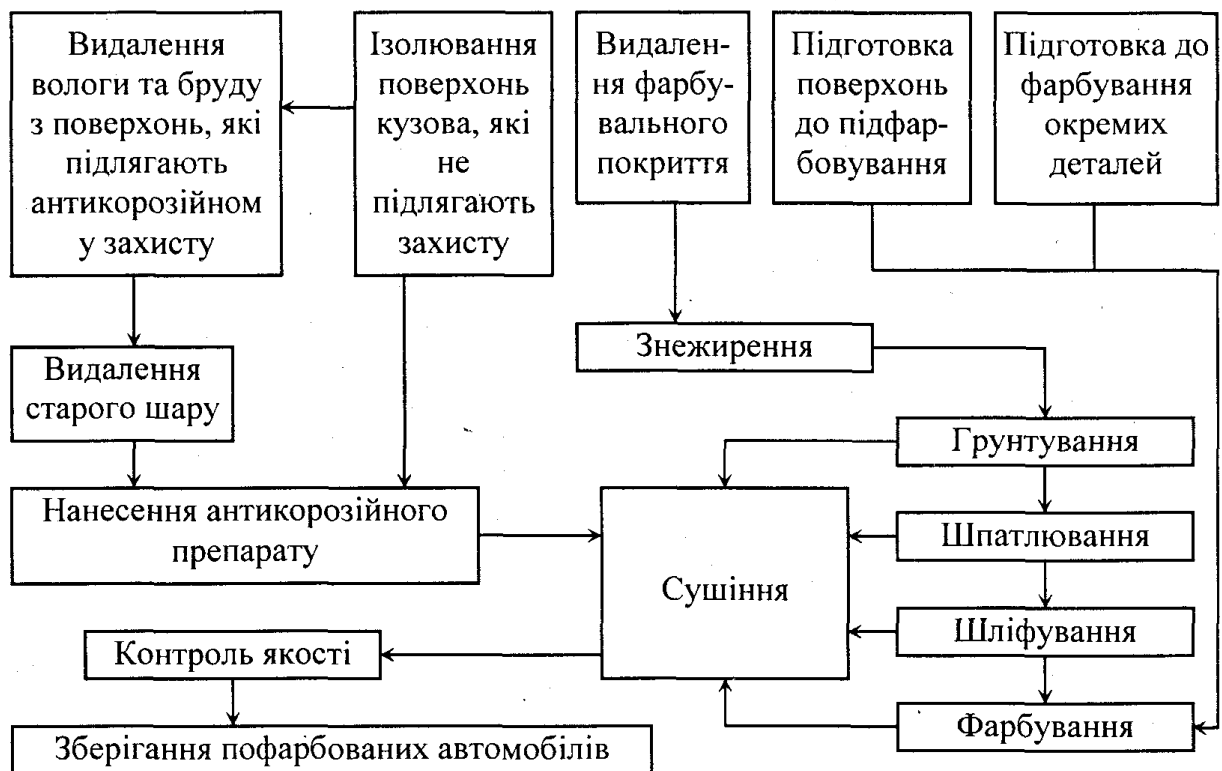 Видалення
вологи та бруду
з поверхонь, які
підлягають
антикорозійном
у захисту
Ізолювання
поверхонь
кузова, які
не
підлягають
захисту
Видален-
ня фарбу-
вального
покриття
Підготовка
поверхонь
до підфар-
бовування
Підготовка до
фарбування
окремих
деталей
Знежирення
Видалення
старого шару
Грунтування
Нанесення антикорозійного
препарату
Шпатлювання
Сушіння
Шліфування
Контроль якості
Фарбування
Зберігання пофарбованих автомобілів